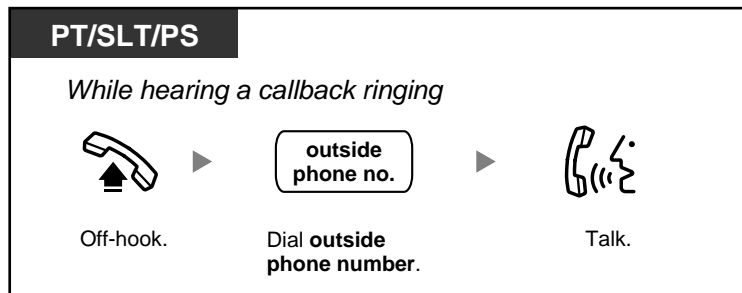 PT/SLT/PS
While hearing a callback ringing
outside
phone no.
Off-hook.
Dial outside
phone number.
Talk.